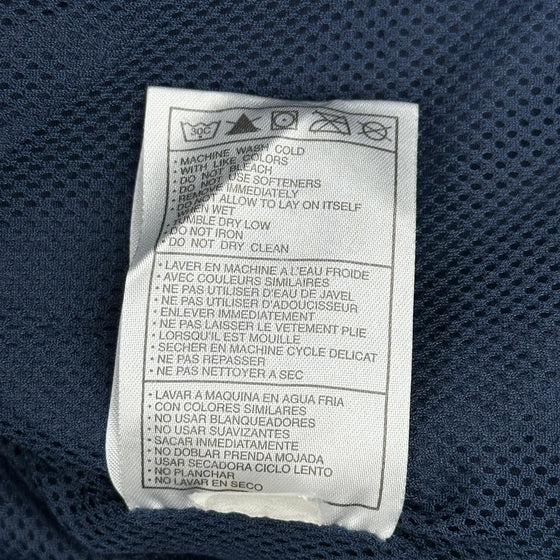 30C
• MACHINE WASH COLD
• WITH LIKE COLORS
• DO NOT BLEACH
• DO NOT USE SOFTENERS
• REMOVE IMMEDIATELY
• DO NOT ALLOW TO LAY ON ITSELF
WHEN WET
• TUMBLE DRY LOW
• DO NOT IRON
• DO NOT DRY CLEAN
• LAVER EN MACHINE A L'EAU FROIDE
• AVEC COULEURS SIMILAIRES
• NE PAS UTILISER D'EAU DE JAVEL
• NE PAS UTILISER D'ADOUCISSEUR
• ENLEVER IMMEDIATEMENT
• NE PAS LAISSER LE VETEMENT PLIE
LORSQU'IL EST MOUILLE
• SECHER EN MACHINE CYCLE DELICAT
• NE PAS REPASSER
• NE PAS NETTOYER A SEC
• LAVAR A MAQUINA EN AGUA FRIA
• CON COLORES SIMILARES
• NO USAR BLANQUEADORES
• NO USAR SUAVIZANTES
• SACAR INMEDIATAMENTE
• NO DOBLAR PRENDA MOJADA
• USAR SECADORA CICLO LENTO
• NO PLANCHAR
• NO LAVAR EN SECO